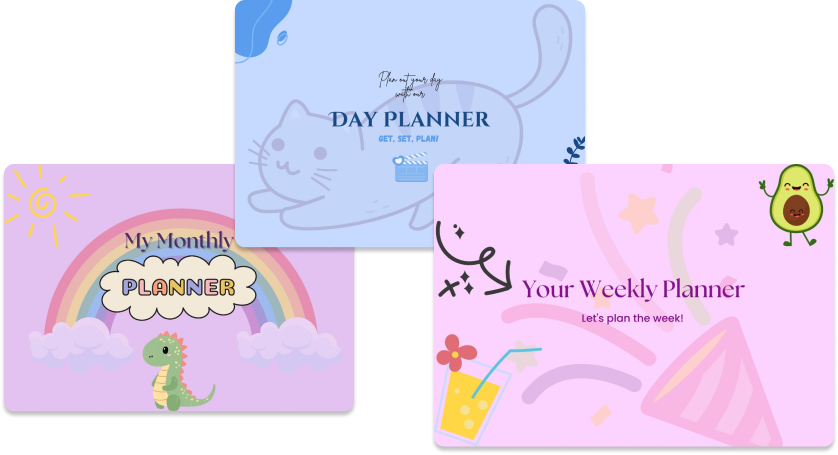 Plan out your day
with our
DAY PLANNER
GET. SET. PLAN!
My Monthly
PLANNER
Your Weekly Planner
Let's plan the week!